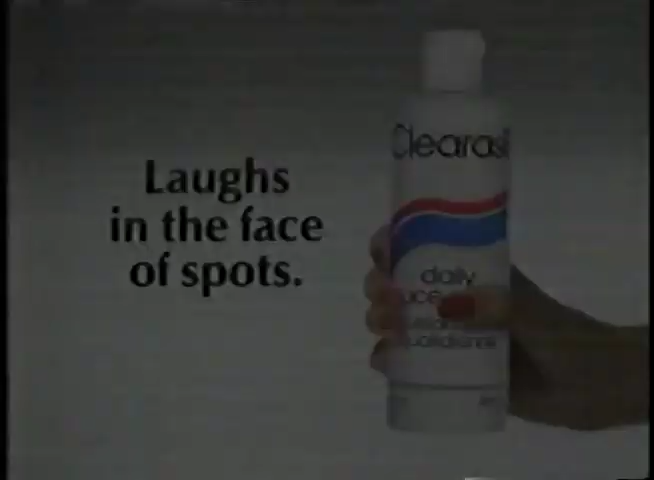 Laughs
in the face
of spots.
Clearasil
daily